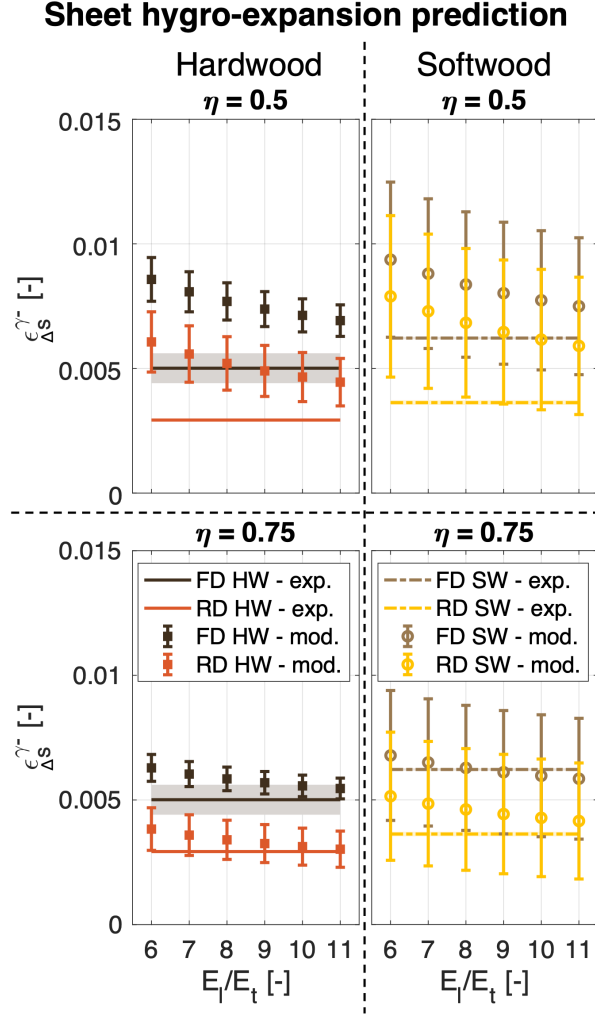 Sheet hygro-expansion prediction
Hardwood
Softwood
η = 0.5
η = 0.5
0.015
0.01
0.005
0
ϵ_Δs^γ- [-]
η = 0.75
η = 0.75
0.015
0.01
0.005
0
ϵ_Δs^γ- [-]
FD HW - exp.
RD HW - exp.
FD HW - mod.
RD HW - mod.
FD SW - exp.
RD SW - exp.
FD SW - mod.
RD SW - mod.
6 7 8 9 10 11
6 7 8 9 10 11
E_l/E_t [-]
E_l/E_t [-]